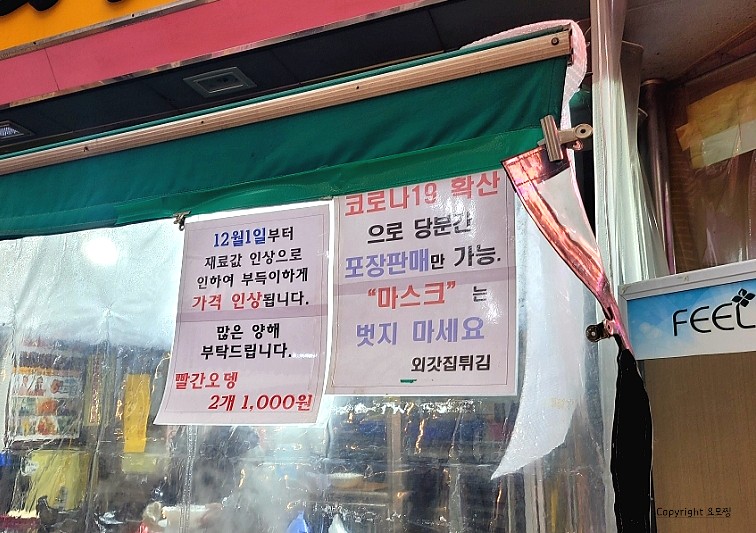 12월1일부터
재료값 인상으로
인하여 부득이하게
가격 인상됩니다.
많은 양해
부탁드립니다.
빨간오뎅
2개 1,000원
코로나19 확산
으로 당분간
포장판매만 가능.
"마스크" 는
벗지 마세요
외갓집튀김
FEEL
Copyright 요모찡